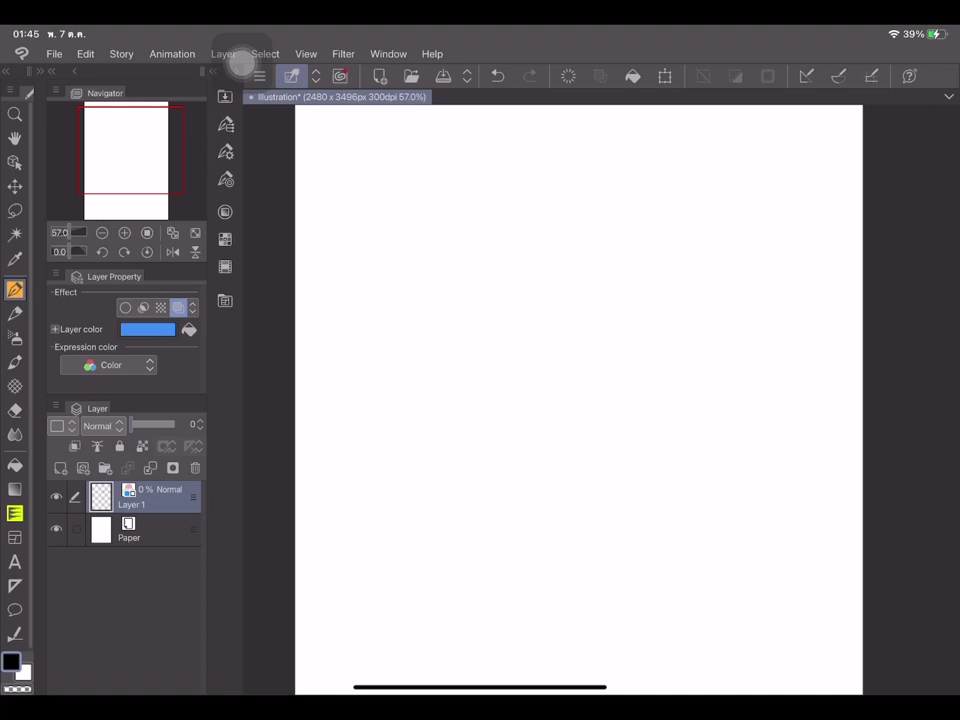 01:45 พ. 7 ต.ค. 39%
File Edit Story Animation Layer Select View Filter Window Help
Navigator
Illustration* (2480 x 3496px 300dpi 57.0%)
57.0
0.0
Layer Property
Effect
Layer color
Expression color
Color
Layer
Normal 0
0 % Normal
Layer 1
Paper
A